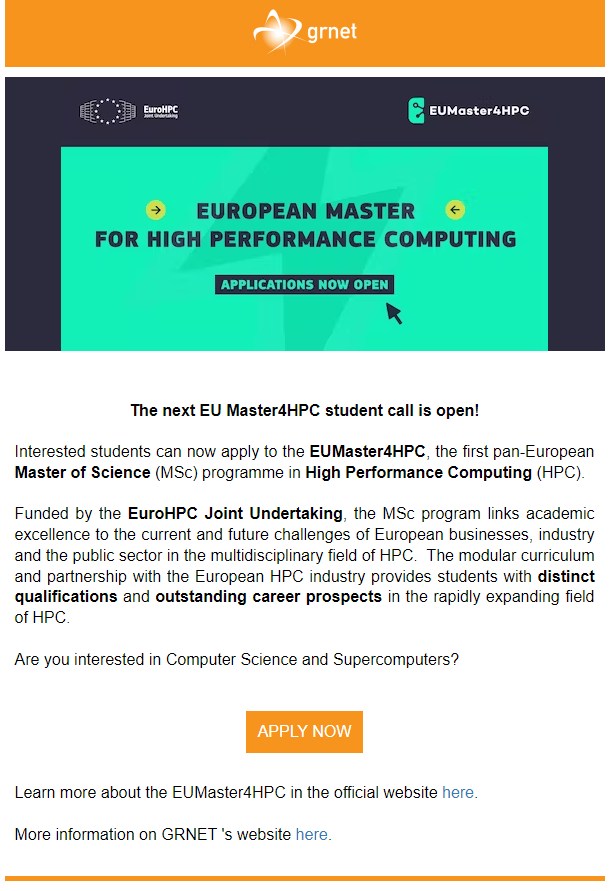 grnet
EuroHPC
Joint Undertaking
EUMaster4HPC
EUROPEAN MASTER
FOR HIGH PERFORMANCE COMPUTING
APPLICATIONS NOW OPEN
The next EU Master4HPC student call is open!
Interested students can now apply to the EUMaster4HPC, the first pan-European
Master of Science (MSc) programme in High Performance Computing (HPC).
Funded by the EuroHPC Joint Undertaking, the MSc program links academic
excellence to the current and future challenges of European businesses, industry
and the public sector in the multidisciplinary field of HPC.  The modular curriculum
and partnership with the European HPC industry provides students with distinct
qualifications and outstanding career prospects in the rapidly expanding field
of HPC.
Are you interested in Computer Science and Supercomputers?
APPLY NOW
Learn more about the EUMaster4HPC in the official website here.
More information on GRNET 's website here.